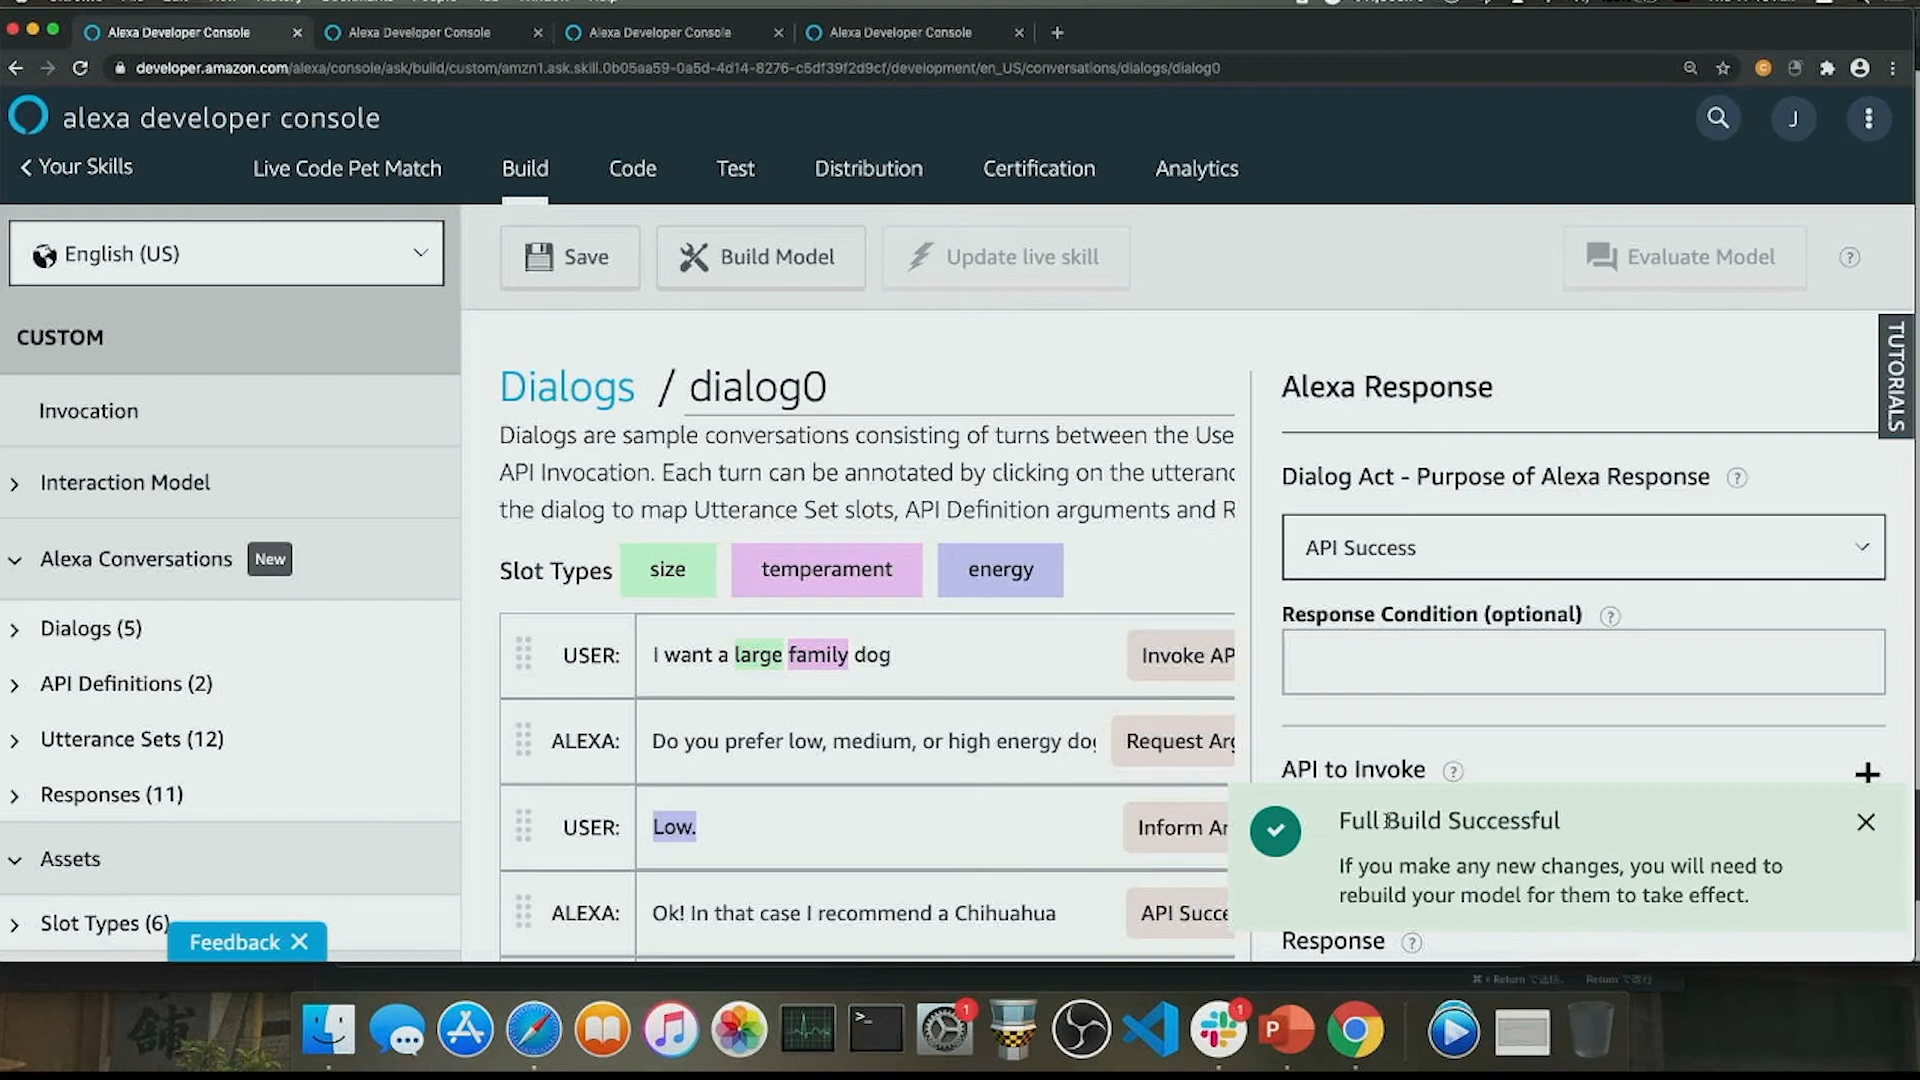 Alexa Developer Console
Alexa Developer Console
Alexa Developer Console
Alexa Developer Console
developer.amazon.com/alexa/console/ask/build/custom/amzn1.ask.skill.0b05aa59-0a5d-4d14-8276-c5df39f2d9cf/development/en_US/conversations/dialogs/dialog0
alexa developer console
J
Your Skills
Live Code Pet Match
Build
Code
Test
Distribution
Certification
Analytics
English (US)
Save
Build Model
Update live skill
Evaluate Model
?
CUSTOM
Invocation
Interaction Model
Alexa Conversations New
Dialogs (5)
API Definitions (2)
Utterance Sets (12)
Responses (11)
Assets
Slot Types (6)
Feedback
Dialogs / dialog0
Dialogs are sample conversations consisting of turns between the Use
API Invocation. Each turn can be annotated by clicking on the utteranc
the dialog to map Utterance Set slots, API Definition arguments and R
Slot Types size temperament energy
USER: I want a large family dog Invoke AP
ALEXA: Do you prefer low, medium, or high energy dog Request Arg
USER: Low. Inform Ar
ALEXA: Ok! In that case I recommend a Chihuahua API Succe
Alexa Response
Dialog Act - Purpose of Alexa Response ?
API Success
Response Condition (optional) ?
API to Invoke ?
Full Build Successful
If you make any new changes, you will need to
rebuild your model for them to take effect.
Response ?
TUTORIALS
1
1
P